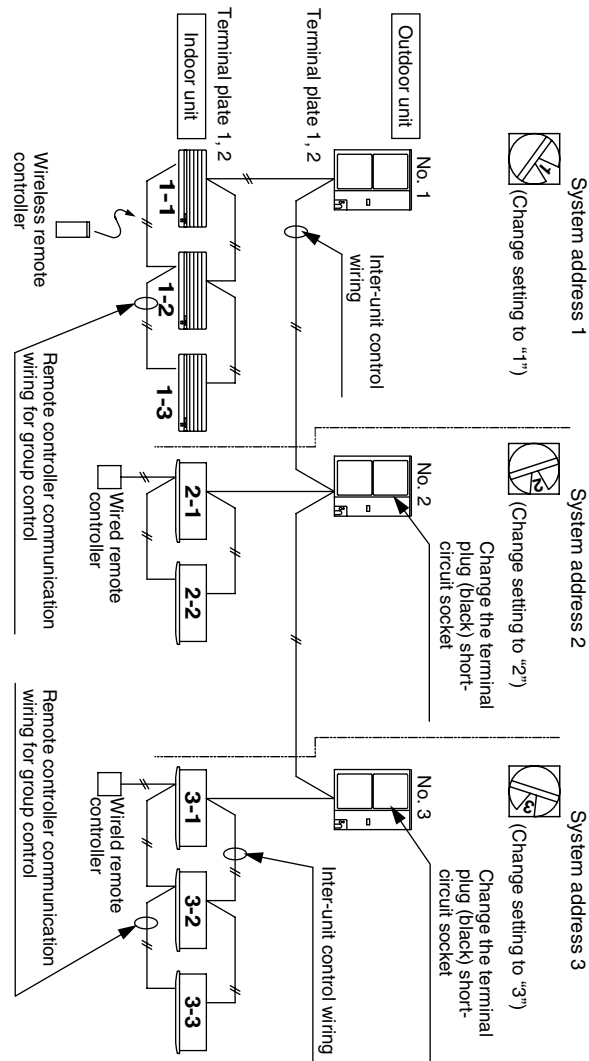 System address 1
1
(Change setting to “1”)
System address 2
2
(Change setting to “2”)
System address 3
3
(Change setting to “3”)
Outdoor unit
No. 1
Inter-unit control
wiring
No. 2
Change the terminal
plug (black) short-
circuit socket
No. 3
Change the terminal
plug (black) short-
circuit socket
Terminal plate 1, 2
Terminal plate 1, 2
Indoor unit
1-1
1-2
1-3
2-1
2-2
3-1
3-2
3-3
Inter-unit control wiring
Wireless remote
controller
Remote controller communication
wiring for group control
Wired remote
controller
Wireld remote
controller
Remote controller communication
wiring for group control